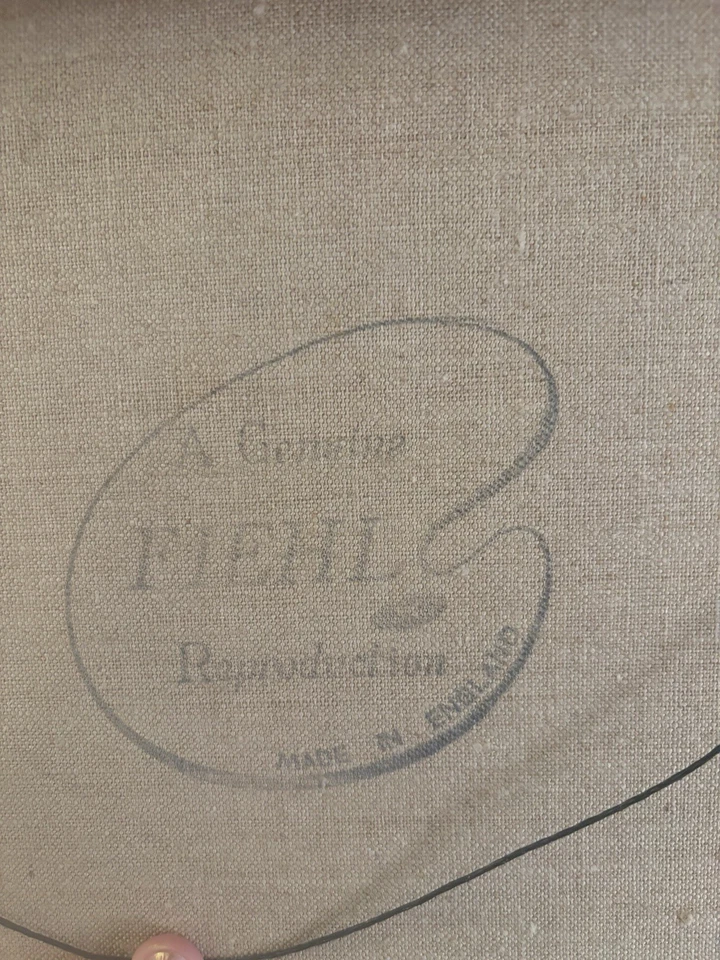 A Genuine
FIEHL
Reproduction
MADE IN ENGLAND